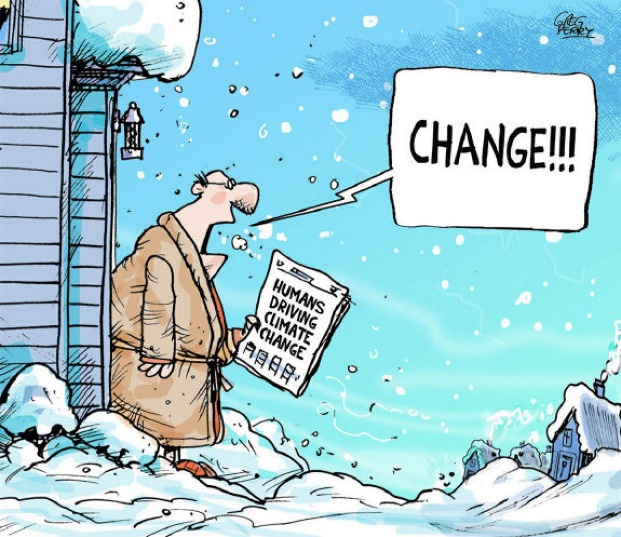 GREG
PERRY
CHANGE!!!
HUMANS
DRIVING
CLIMATE
CHANGE